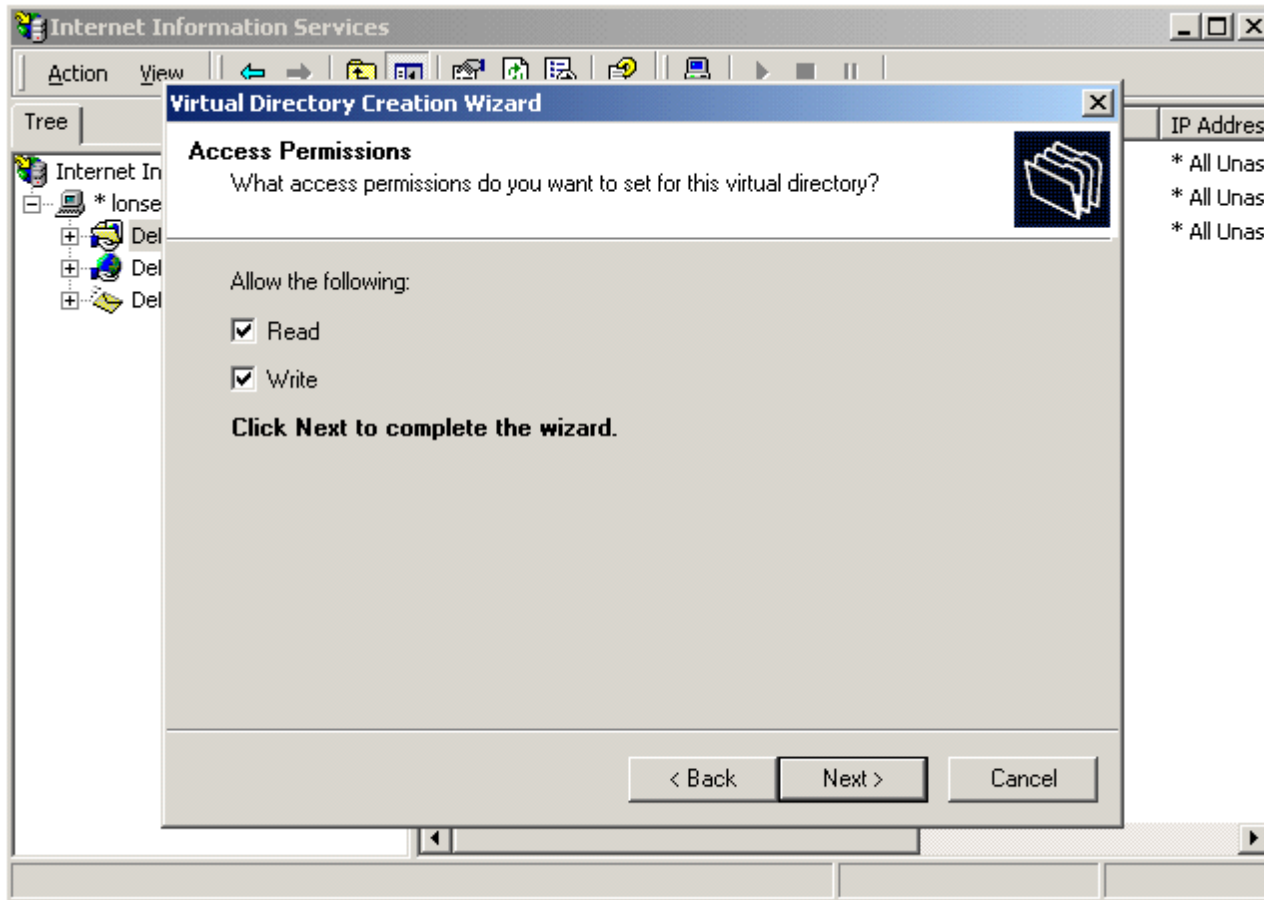 Internet Information Services
Action View
Tree
IP Addres
Internet In
* lonse
Del
Del
Del
* All Unas
* All Unas
* All Unas
Virtual Directory Creation Wizard
Access Permissions
What access permissions do you want to set for this virtual directory?
Allow the following:
Read
Write
Click Next to complete the wizard.
< Back Next > Cancel